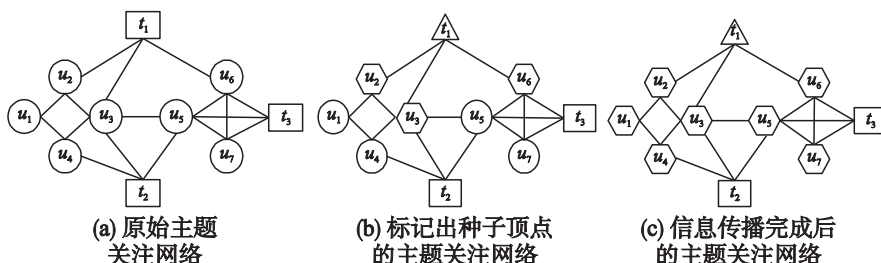 t₁
u₂
u₆
u₁
u₃
u₅
t₃
u₄
u₇
t₂
(a) 原始主题
关注网络
t₁
u₂
u₆
u₁
u₃
u₅
t₃
u₄
u₇
t₂
(b) 标记出种子顶点
的主题关注网络
t₁
u₂
u₆
u₁
u₃
u₅
t₃
u₄
u₇
t₂
(c) 信息传播完成后
的主题关注网络